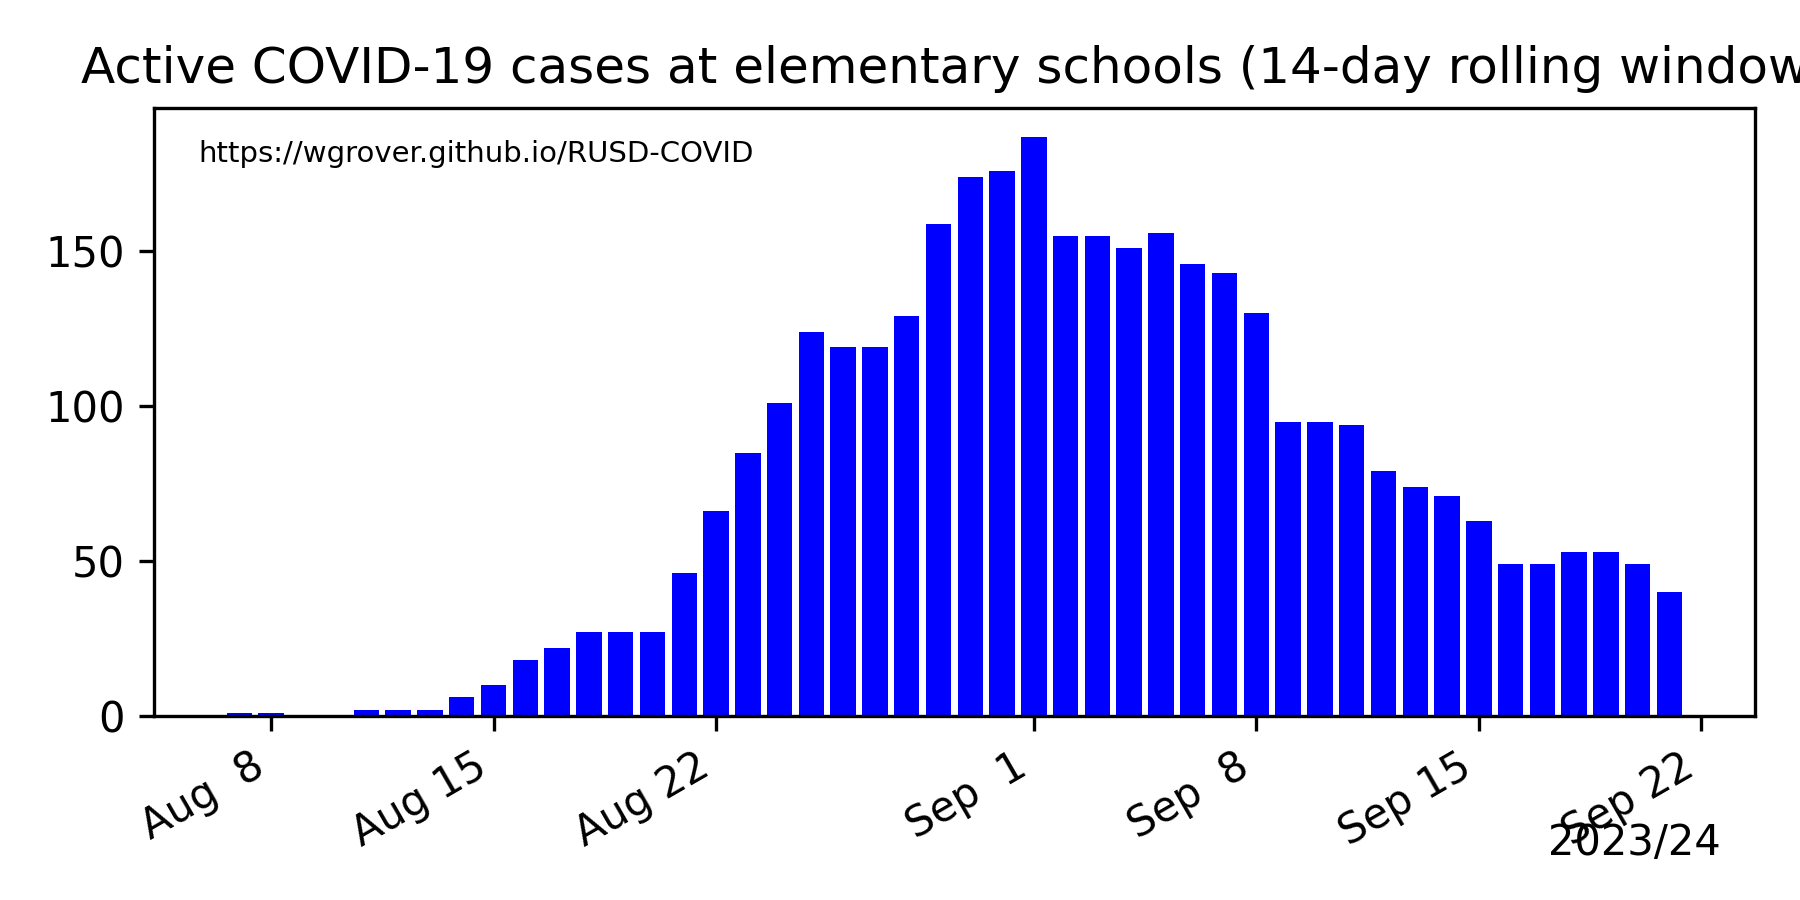 Active COVID-19 cases at elementary schools (14-day rolling window
https://wgrover.github.io/RUSD-COVID
150
100
50
0
Aug 8
Aug 15
Aug 22
Sep 1
Sep 8
Sep 15
Sep 22
2023/24